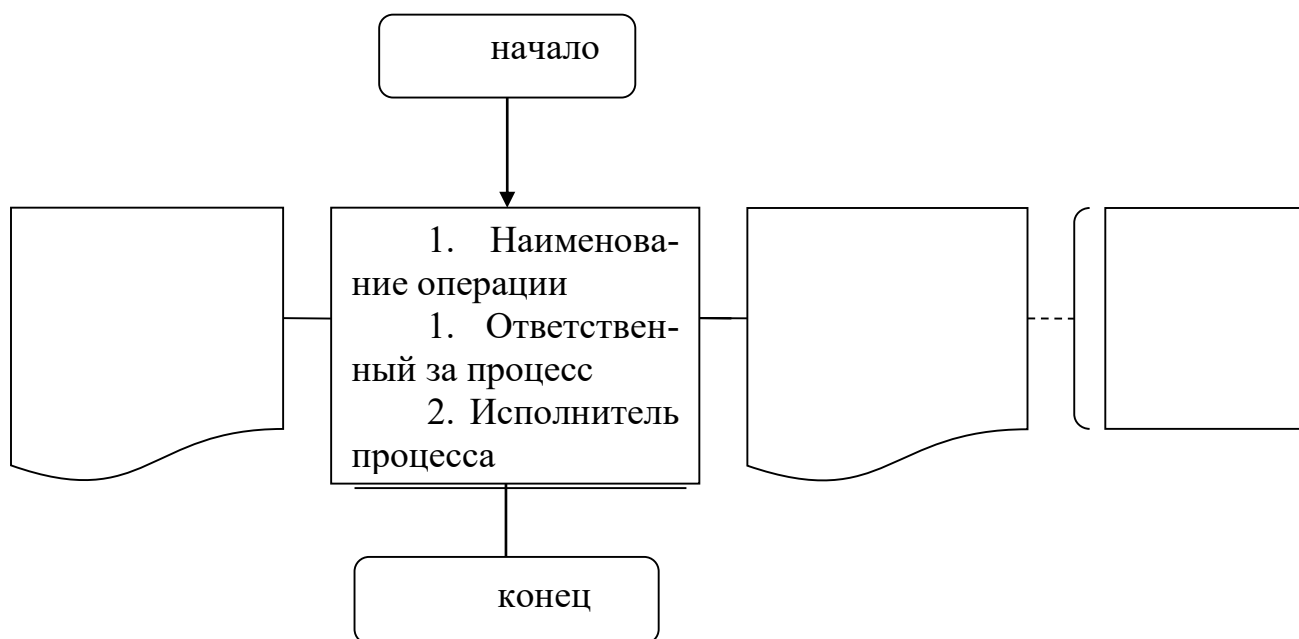 начало
1. Наименова-
ние операции
1. Ответствен-
ный за процесс
2. Исполнитель
процесса
конец